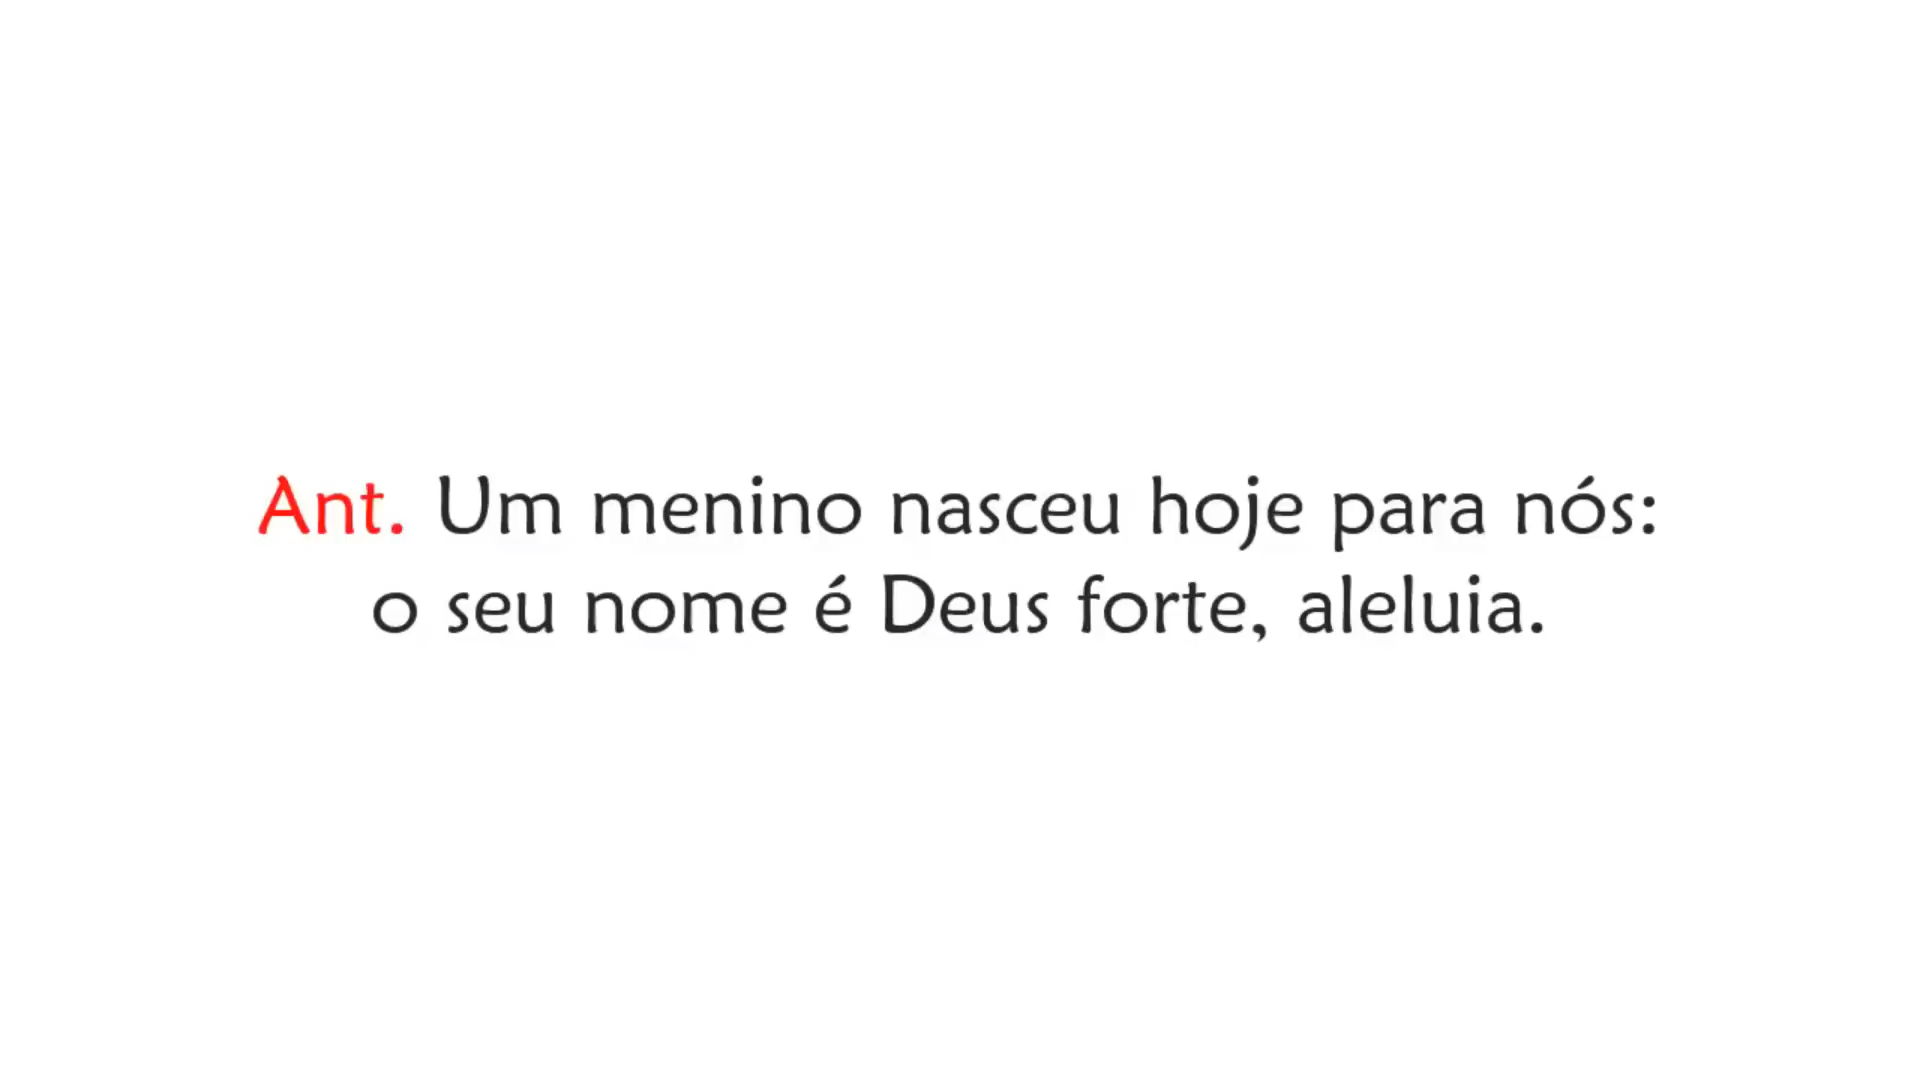 Ant. Um menino nasceu hoje para nós:
o seu nome é Deus forte, aleluia.